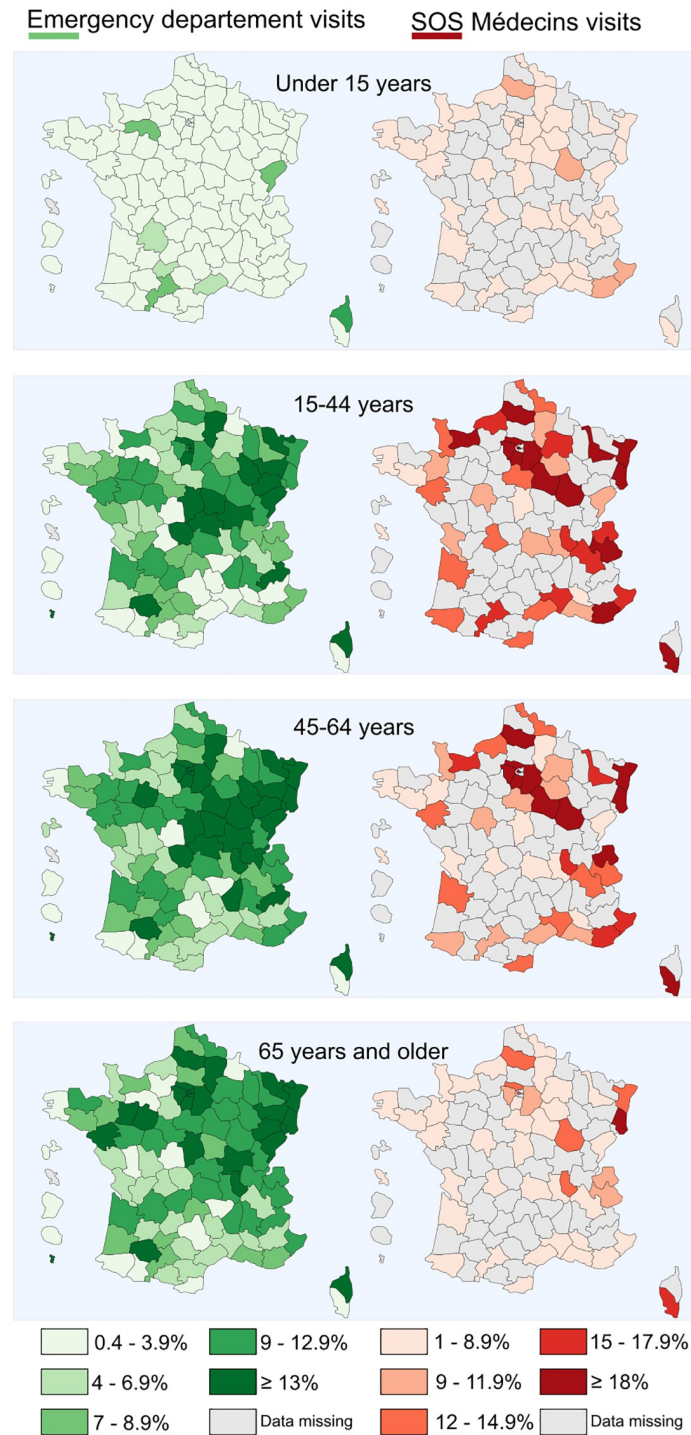 Emergency departement visits
SOS Médecins visits
Under 15 years
15-44 years
45-64 years
65 years and older
0.4 - 3.9%
9 - 12.9%
1 - 8.9%
15 - 17.9%
4 - 6.9%
≥ 13%
9 - 11.9%
≥ 18%
7 - 8.9%
Data missing
12 - 14.9%
Data missing